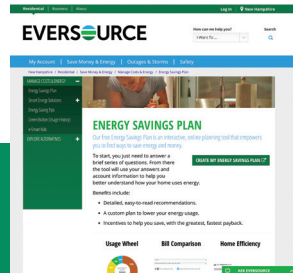 Residential Business About Log In New Hampshire
EVERSOURCE
How can we help you? Search
I Want To...
My Account | Save Money & Energy | Outages & Storms | Safety
New Hampshire > Residential > Save Money & Energy > Manage Costs & Energy > Energy Savings Plan
MANAGE COSTS & ENERGY
Energy Savings Plan
Smart Energy Solutions +
Energy Saving Tips
Green Button (Usage History)
EXPLORE ALTERNATIVES +
ENERGY SAVINGS PLAN
Our free Energy Savings Plan is an interactive, online planning tool that empowers
you to find ways to save energy and money.
To start, you just need to answer a
brief series of questions. From there
the tool will use your answers and
account information to help you
better understand how your home uses energy.
CREATE MY ENERGY SAVINGS PLAN
Benefits include:
• Detailed, easy-to-read recommendations.
• A custom plan to lower your energy usage.
• Incentives to help you save, with the greatest, fastest payback.
Usage Wheel Bill Comparison Home Efficiency
ASK EVERSOURCE